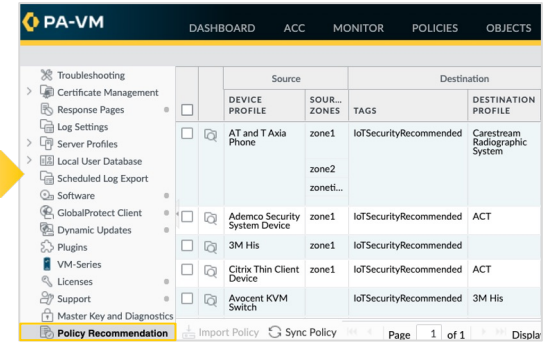 PA-VM
DASHBOARD ACC MONITOR POLICIES OBJECTS
Troubleshooting
Certificate Management
Response Pages
Log Settings
Server Profiles
Local User Database
Scheduled Log Export
Software
GlobalProtect Client
Dynamic Updates
Plugins
VM-Series
Licenses
Support
Master Key and Diagnostics
Policy Recommendation
Source Destination
DEVICE PROFILE SOUR... ZONES TAGS DESTINATION PROFILE
AT and T Axia Phone zone1 IoTSecurityRecommended Carestream Radiographic System
zone2
zoneti...
Ademco Security System Device zone1 IoTSecurityRecommended ACT
3M His zone1 IoTSecurityRecommended
Citrix Thin Client Device zone1 IoTSecurityRecommended ACT
Avocent KVM Switch IoTSecurityRecommended 3M His
Import Policy Sync Policy Page 1 of 1 Displa